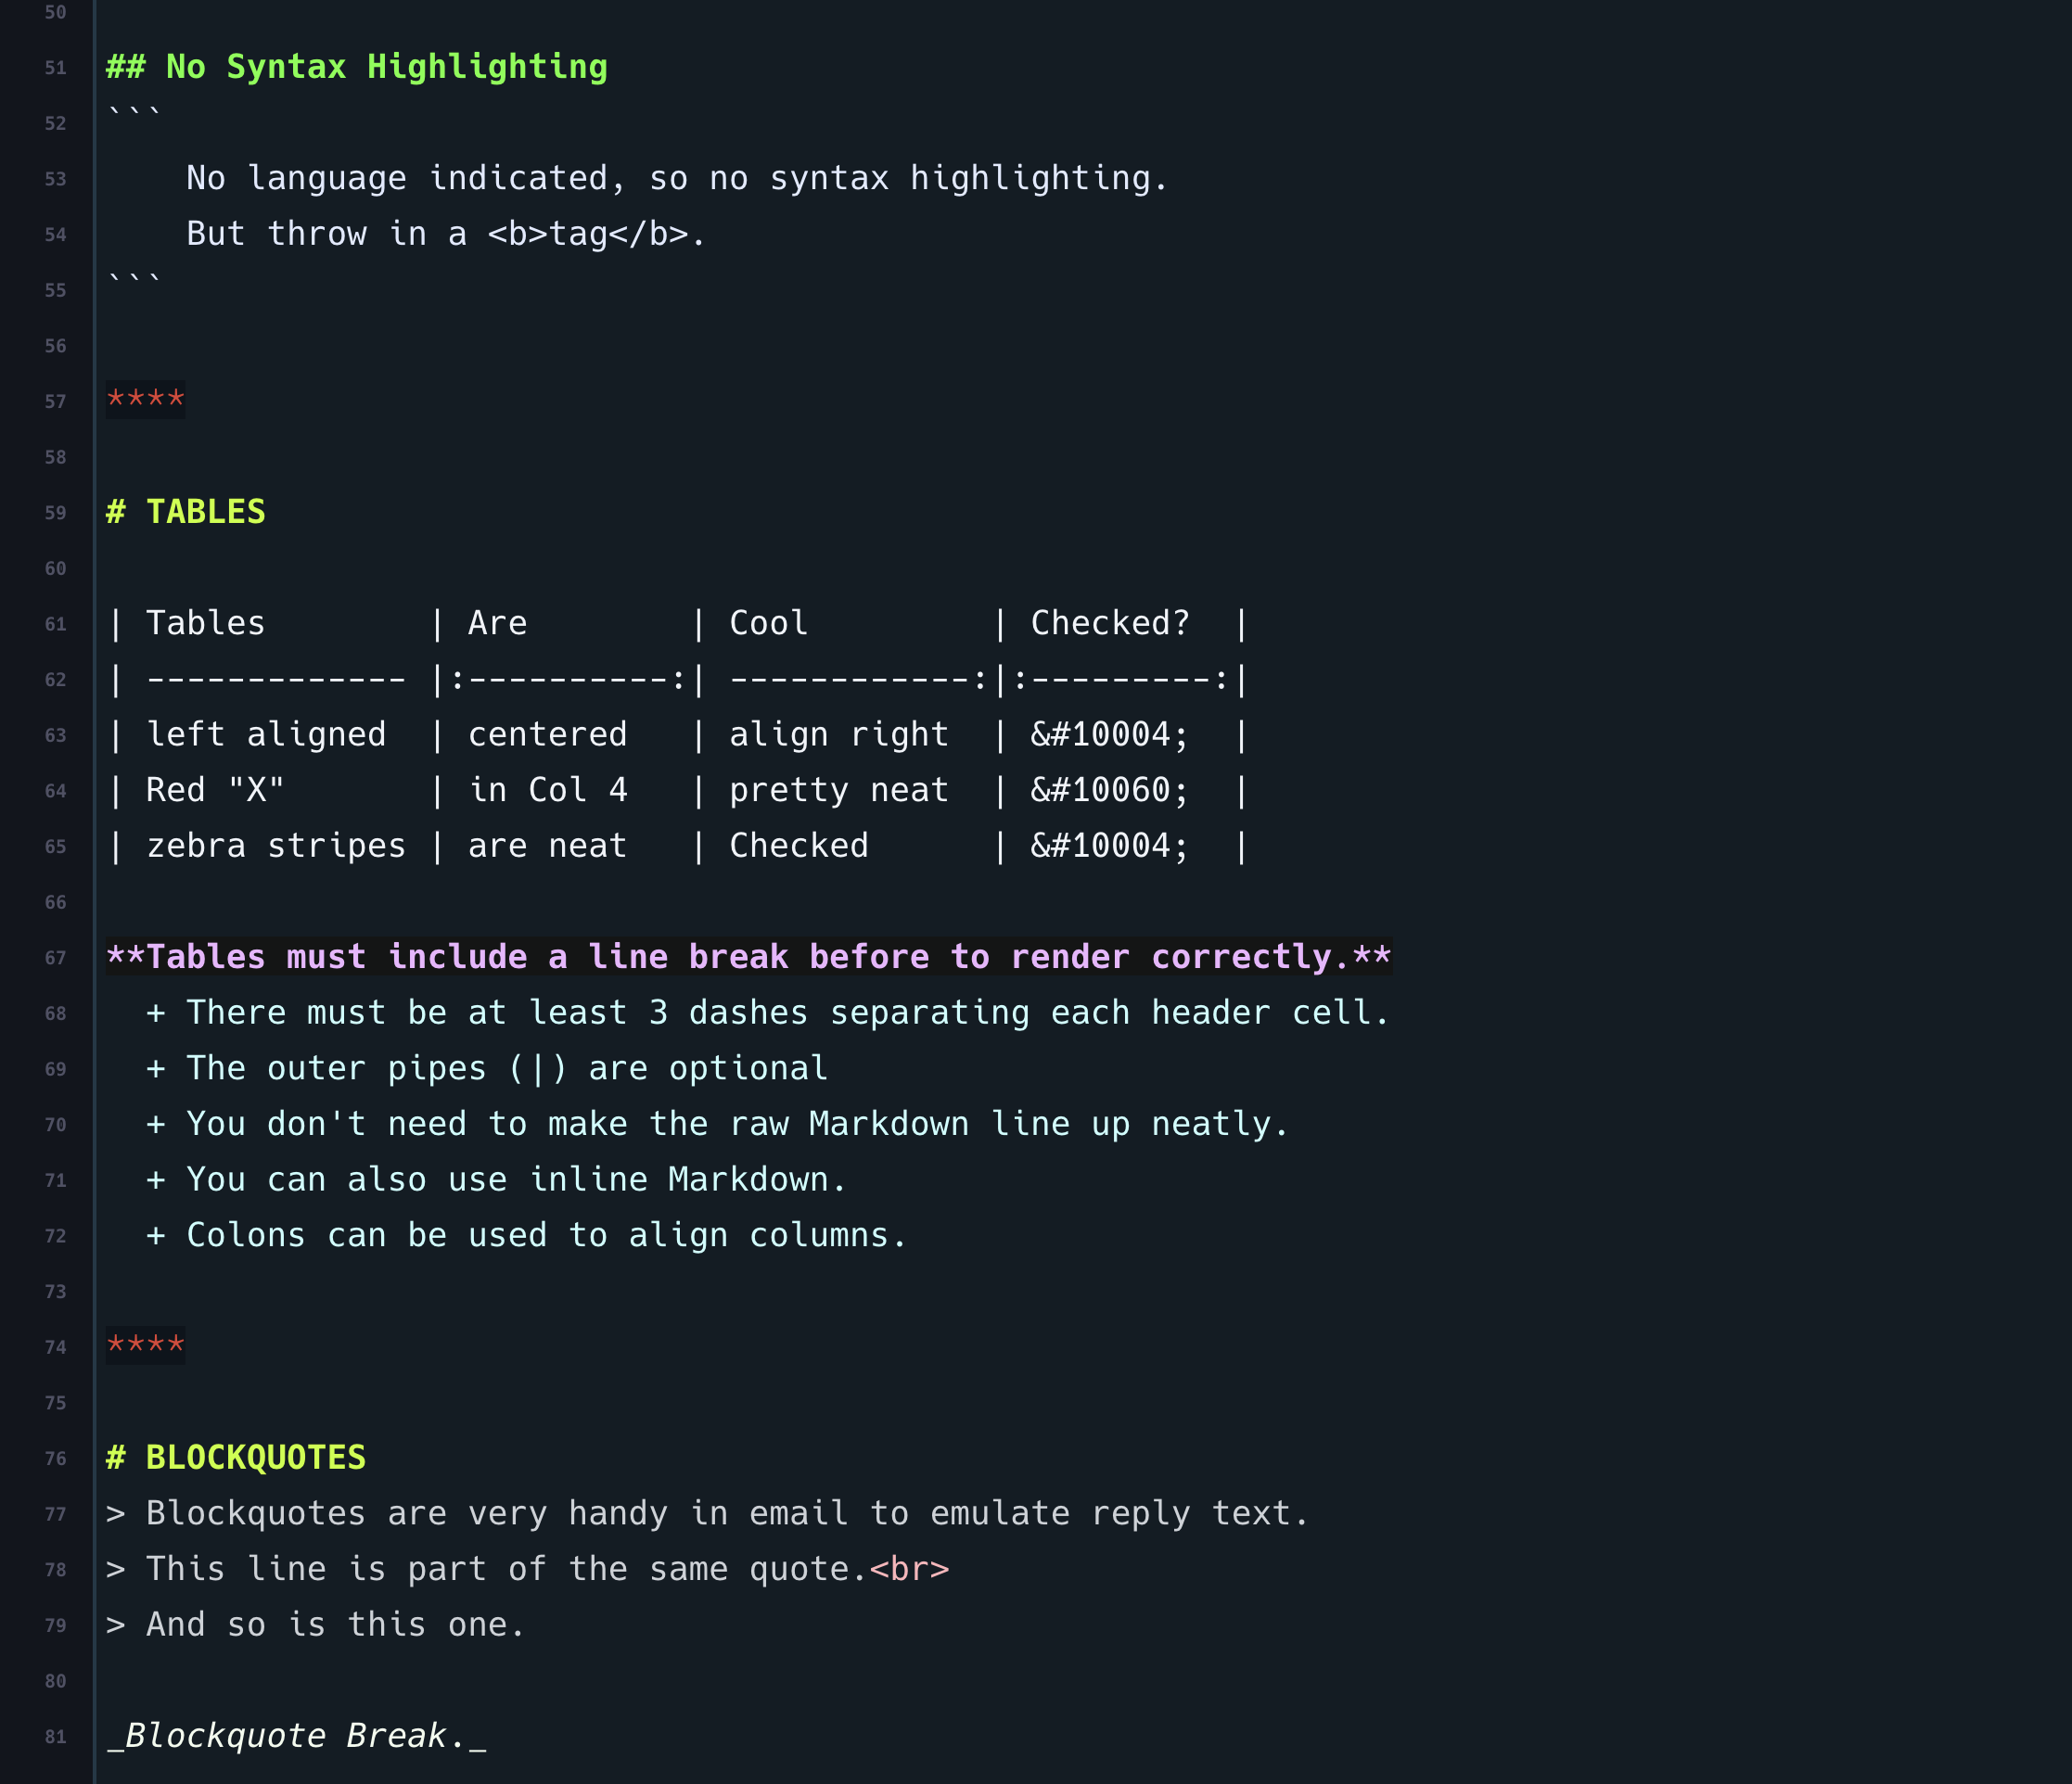 50
51 ## No Syntax Highlighting
52 ```
53     No language indicated, so no syntax highlighting.
54     But throw in a <b>tag</b>.
55 ```
56
57 ****
58
59 # TABLES
60
61 | Tables        | Are        | Cool         | Checked?  |
62 | ------------- |:----------:| ------------:|:---------:|
63 | left aligned  | centered   | align right  | &#10004;  |
64 | Red "X"       | in Col 4   | pretty neat  | &#10060;  |
65 | zebra stripes | are neat   | Checked      | &#10004;  |
66
67 **Tables must include a line break before to render correctly.**
68   + There must be at least 3 dashes separating each header cell.
69   + The outer pipes (|) are optional
70   + You don't need to make the raw Markdown line up neatly.
71   + You can also use inline Markdown.
72   + Colons can be used to align columns.
73
74 ****
75
76 # BLOCKQUOTES
77 > Blockquotes are very handy in email to emulate reply text.
78 > This line is part of the same quote.<br>
79 > And so is this one.
80
81 _Blockquote Break._